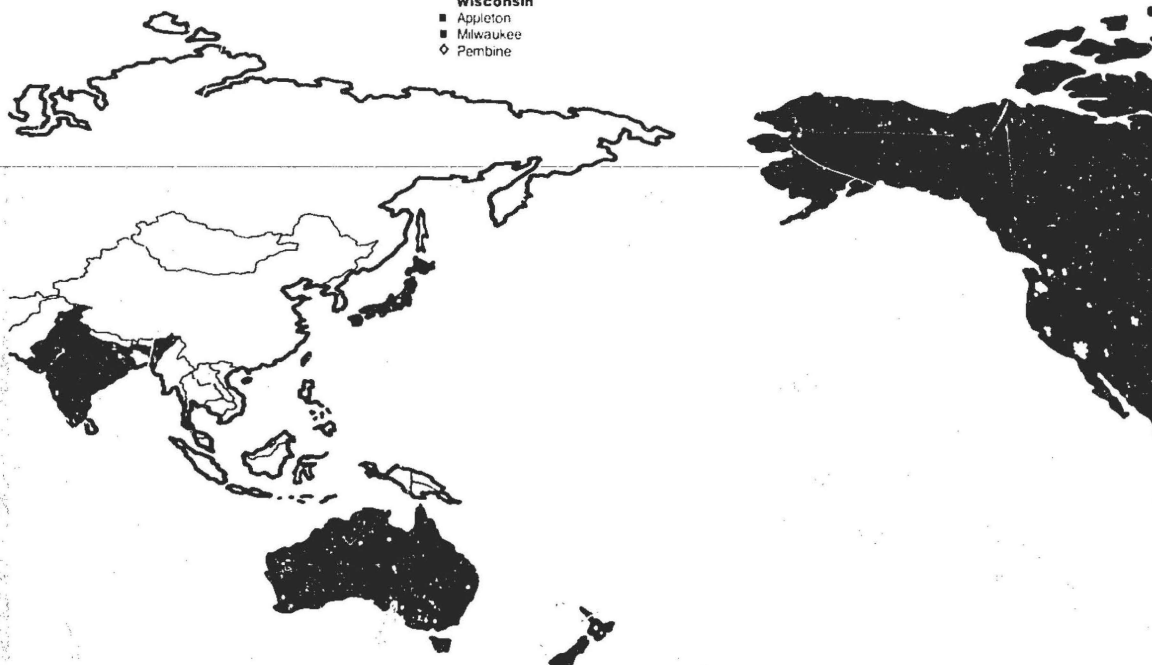 Wisconsin
■ Appleton
■ Milwaukee
◇ Pembine